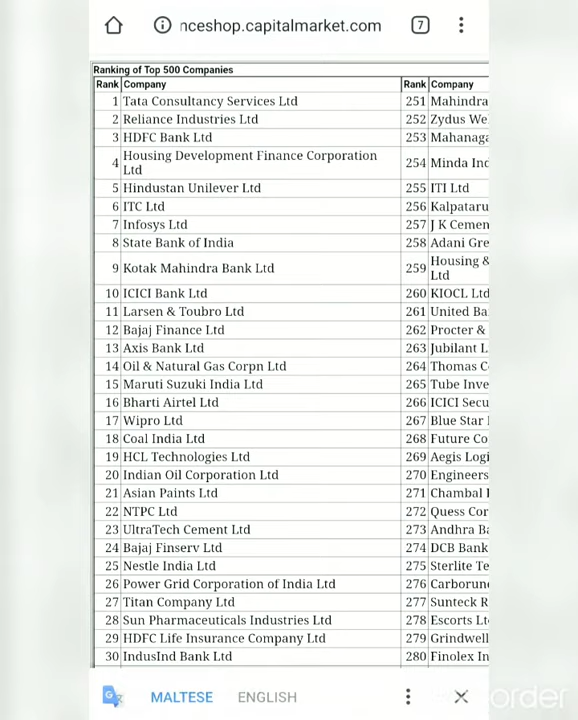 nceshop.capitalmarket.com
7
Ranking of Top 500 Companies
Rank Company Rank Company
1 Tata Consultancy Services Ltd 251 Mahindra
2 Reliance Industries Ltd 252 Zydus We
3 HDFC Bank Ltd 253 Mahanaga
4 Housing Development Finance Corporation
Ltd 254 Minda Ind
5 Hindustan Unilever Ltd 255 ITI Ltd
6 ITC Ltd 256 Kalpataru
7 Infosys Ltd 257 J K Cemen
8 State Bank of India 258 Adani Gre
9 Kotak Mahindra Bank Ltd 259 Housing &
Ltd
10 ICICI Bank Ltd 260 KIOCL Ltd
11 Larsen & Toubro Ltd 261 United Ba
12 Bajaj Finance Ltd 262 Procter &
13 Axis Bank Ltd 263 Jubilant L
14 Oil & Natural Gas Corpn Ltd 264 Thomas C
15 Maruti Suzuki India Ltd 265 Tube Inve
16 Bharti Airtel Ltd 266 ICICI Secu
17 Wipro Ltd 267 Blue Star
18 Coal India Ltd 268 Future Co
19 HCL Technologies Ltd 269 Aegis Logi
20 Indian Oil Corporation Ltd 270 Engineers
21 Asian Paints Ltd 271 Chambal
22 NTPC Ltd 272 Quess Cor
23 UltraTech Cement Ltd 273 Andhra Ba
24 Bajaj Finserv Ltd 274 DCB Bank
25 Nestle India Ltd 275 Sterlite Te
26 Power Grid Corporation of India Ltd 276 Carborun
27 Titan Company Ltd 277 Sunteck R
28 Sun Pharmaceuticals Industries Ltd 278 Escorts Lt
29 HDFC Life Insurance Company Ltd 279 Grindwell
30 IndusInd Bank Ltd 280 Finolex In
MALTESE ENGLISH
order